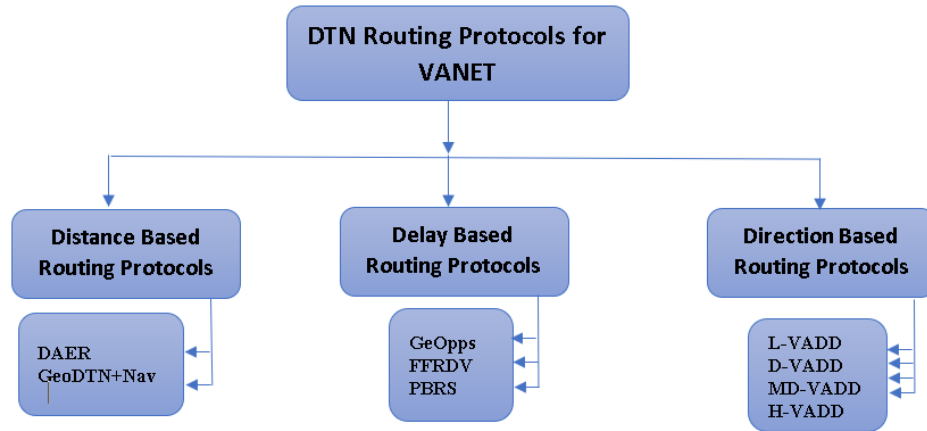 DTN Routing Protocols for
VANET
Distance Based
Routing Protocols
Delay Based
Routing Protocols
Direction Based
Routing Protocols
DAER
GeoDTN+Nav
GeOpps
FFRDV
PBRS
L-VADD
D-VADD
MD-VADD
H-VADD